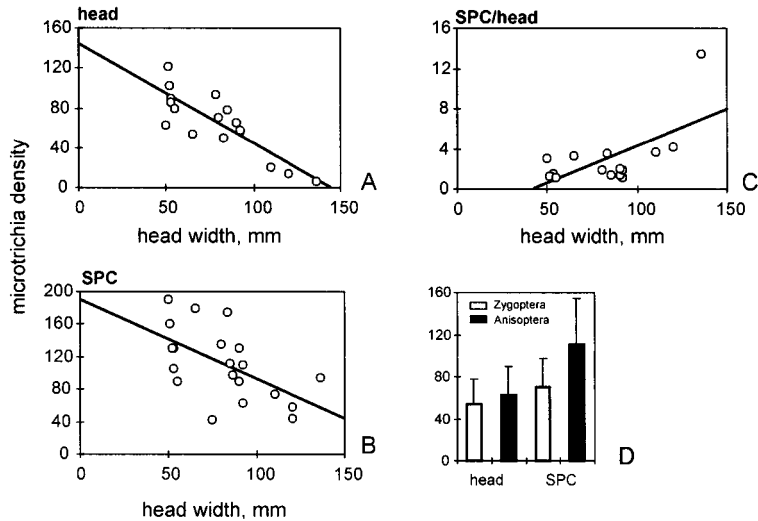 head
160
120
80
40
0
0 50 100 150
head width, mm
A
SPC/head
16
12
8
4
0
0 50 100 150
head width, mm
C
microtrichia density
SPC
200
160
120
80
40
0
0 50 100 150
head width, mm
B
160
120
80
40
0
Zygoptera
Anisoptera
head SPC
D